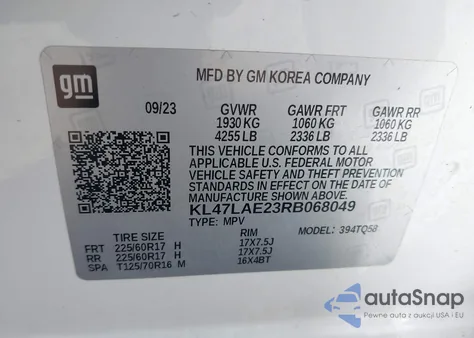 gm
MFD BY GM KOREA COMPANY
09/23 GVWR GAWR FRT GAWR RR
1930 KG 1060 KG 1060 KG
4255 LB 2336 LB 2336 LB
THIS VEHICLE CONFORMS TO ALL
APPLICABLE U.S. FEDERAL MOTOR
VEHICLE SAFETY AND THEFT PREVENTION
STANDARDS IN EFFECT ON THE DATE OF
MANUFACTURE SHOWN ABOVE.
KL47LAE23RB068049
TYPE: MPV MODEL: 394TQ58
TIRE SIZE RIM
FRT 225/60R17 H 17X7.5J
RR 225/60R17 H 17X7.5J
SPA T125/70R16 M 16X4BT
autoSnap
Pewne auta z aukcji USA i EU